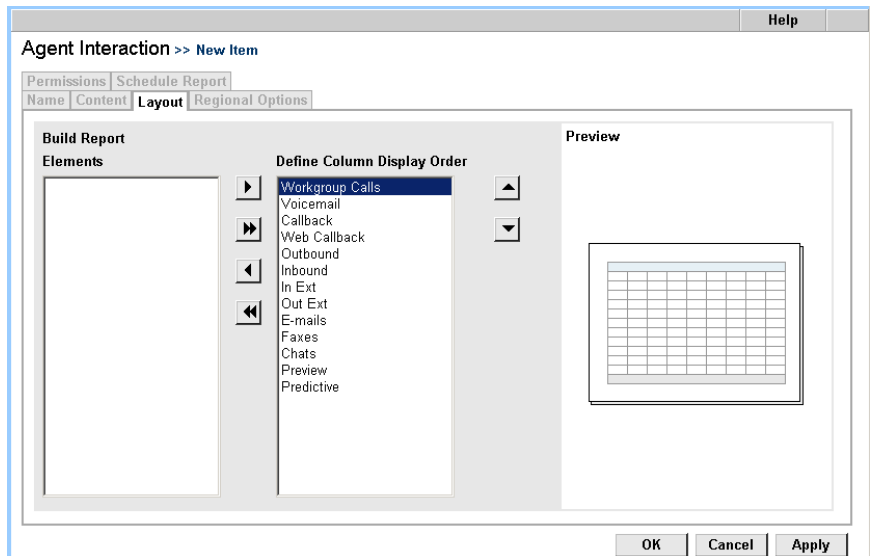 Help
Agent Interaction >> New Item
Permissions Schedule Report
Name Content Layout Regional Options
Build Report
Preview
Elements
Define Column Display Order
Workgroup Calls
Voicemail
Callback
Web Callback
Outbound
Inbound
In Ext
Out Ext
E-mails
Faxes
Chats
Preview
Predictive
OK Cancel Apply